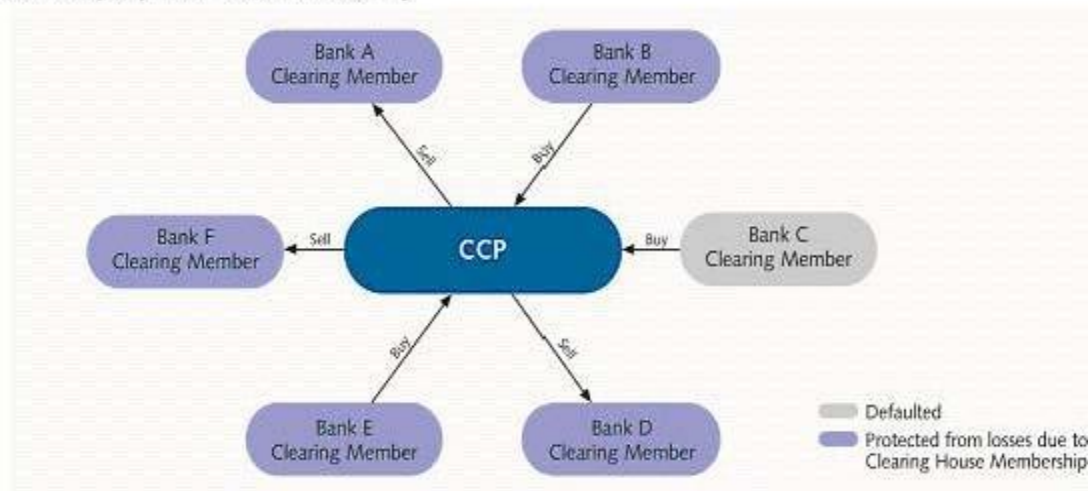 Bank A
Clearing Member
Bank B
Clearing Member
Sell
Buy
Bank F
Clearing Member
Sell
CCP
Buy
Bank C
Clearing Member
Buy
Sell
Bank E
Clearing Member
Bank D
Clearing Member
Defaulted
Protected from losses due to
Clearing House Membership